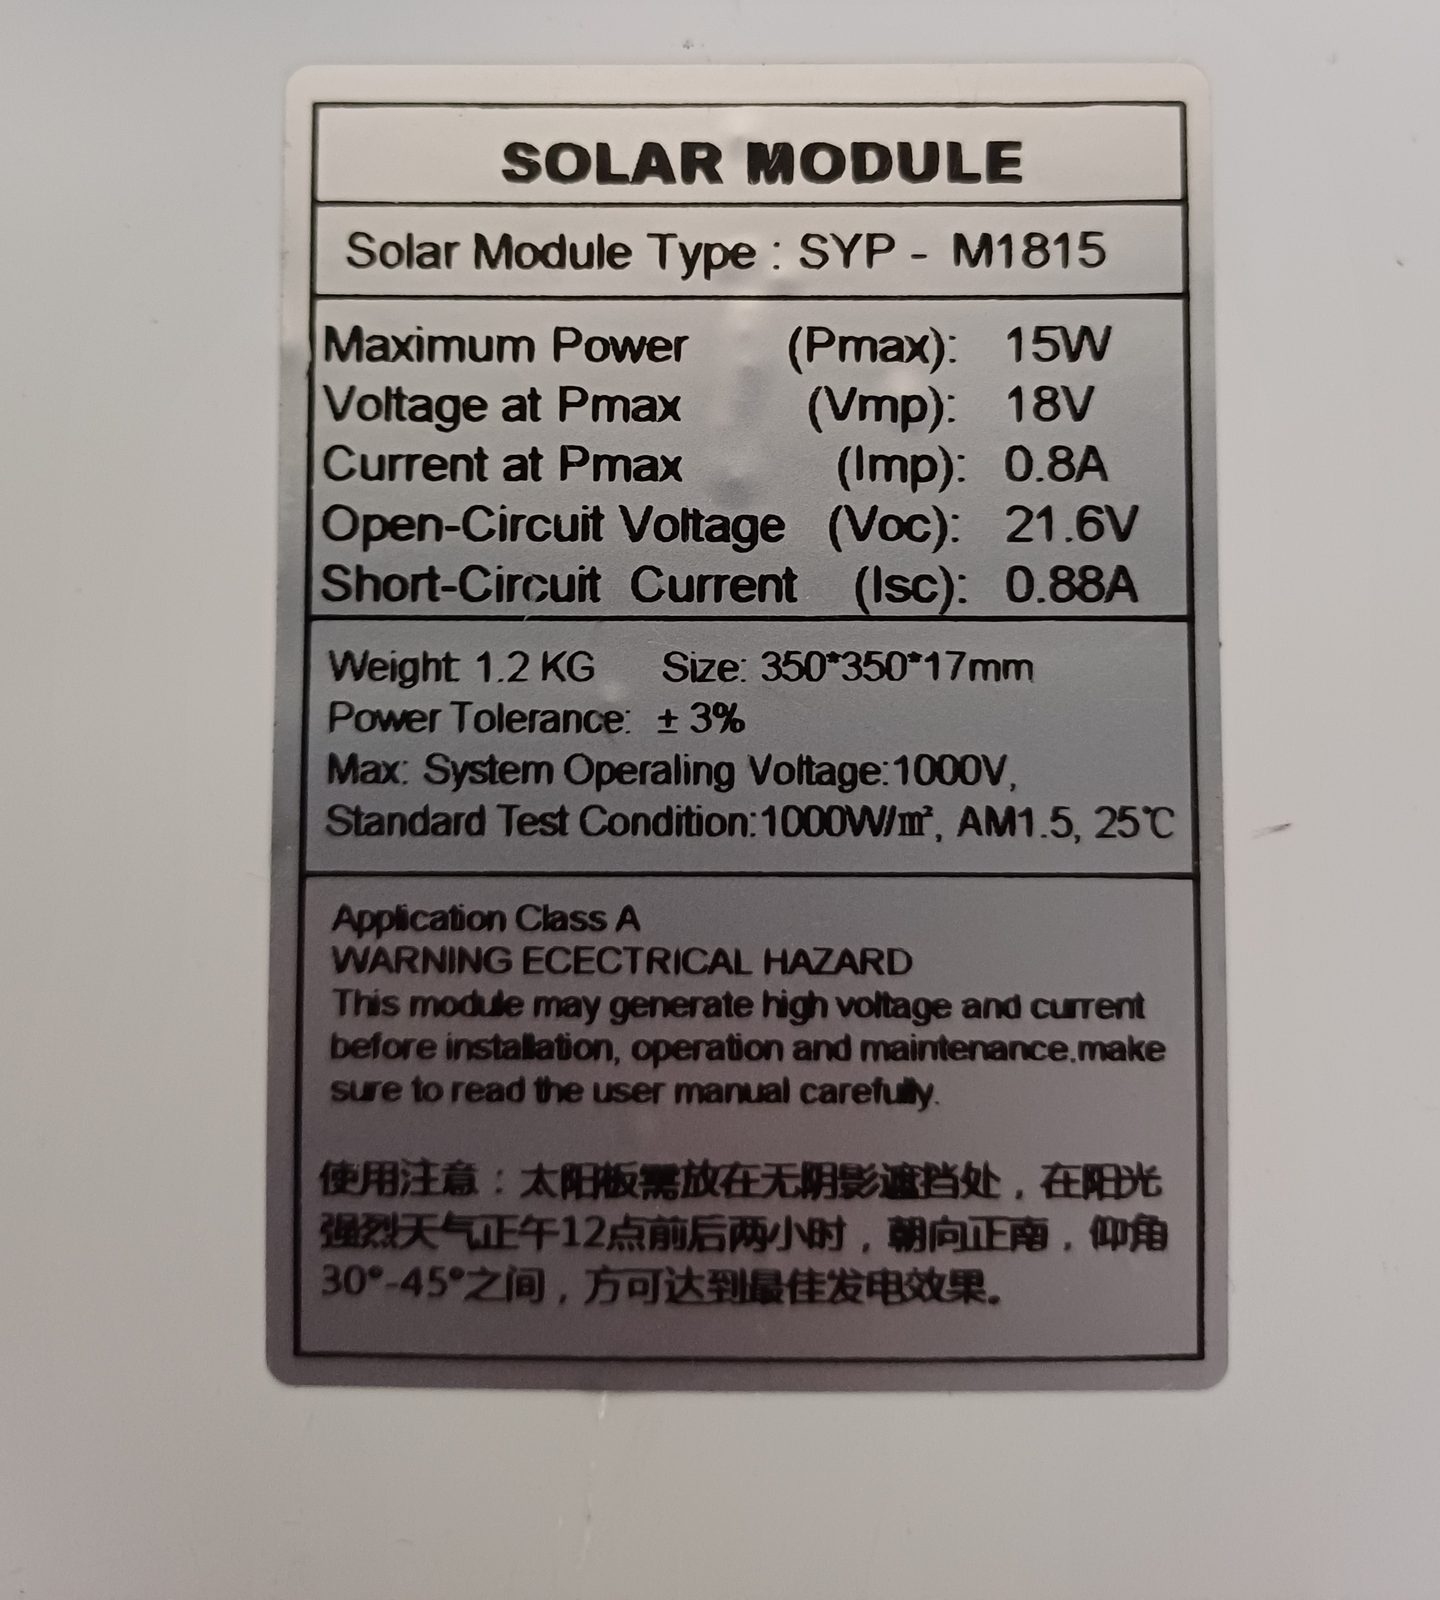 SOLAR MODULE
Solar Module Type : SYP - M1815
Maximum Power (Pmax): 15W
Voltage at Pmax (Vmp): 18V
Current at Pmax (Imp): 0.8A
Open-Circuit Voltage (Voc): 21.6V
Short-Circuit Current (Isc): 0.88A
Weight: 1.2 KG Size: 350*350*17mm
Power Tolerance: ± 3%
Max: System Operaling Voltage:1000V,
Standard Test Condition:1000W/㎡, AM1.5, 25℃
Application Class A
WARNING ECECTRICAL HAZARD
This module may generate high voltage and current
before installation, operation and maintenance.make
sure to read the user manual carefully.
使用注意：太阳板需放在无阴影遮挡处，在阳光
强烈天气正午12点前后两小时，朝向正南，仰角
30°-45°之间，方可达到最佳发电效果。